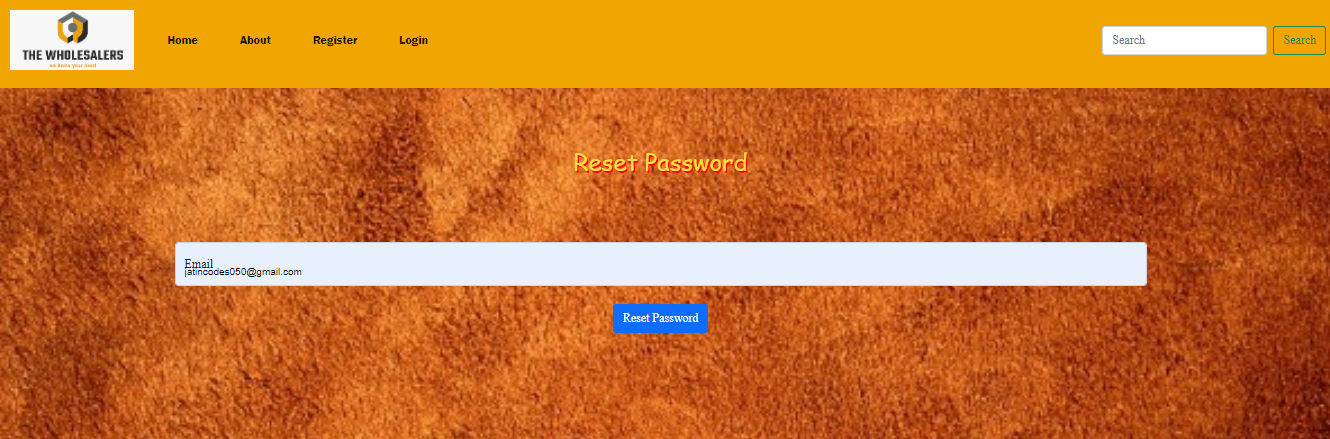 THE WHOLESALERS
we know your need
Home About Register Login Search Search
Reset Password
Email
jatincodes050@gmail.com
Reset Password